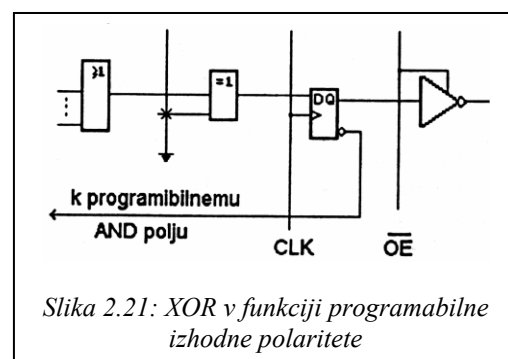 ≥1
=1
DQ
k programibilnemu
AND polju
CLK
OE
Slika 2.21: XOR v funkciji programabilne
izhodne polaritete